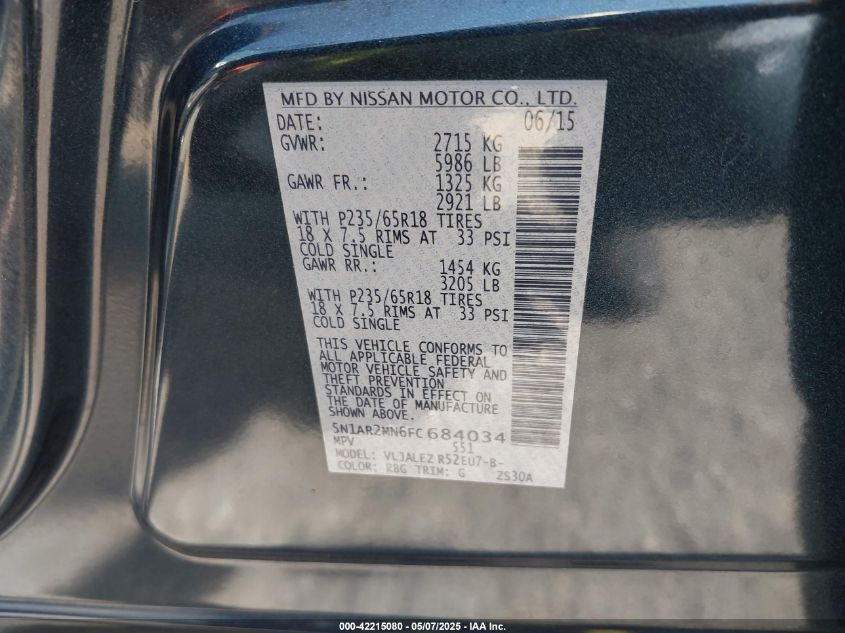 MFD BY NISSAN MOTOR CO., LTD.
DATE: 06/15
GVWR: 2715 KG
5986 LB
GAWR FR.: 1325 KG
2921 LB
WITH P235/65R18 TIRES
18 X 7.5 RIMS AT 33 PSI
COLD SINGLE
GAWR RR.: 1454 KG
3205 LB
WITH P235/65R18 TIRES
18 X 7.5 RIMS AT 33 PSI
COLD SINGLE
THIS VEHICLE CONFORMS TO
ALL APPLICABLE FEDERAL
MOTOR VEHICLE SAFETY AND
THEFT PREVENTION
STANDARDS IN EFFECT ON
THE DATE OF MANUFACTURE
SHOWN ABOVE.
5N1AR2MN6FC684034
MPV 551
MODEL: VLJALEZ R52EU7-B-
COLOR: RBG TRIM: G ZS30A
000-42215080 - 05/07/2025 - IAA Inc.